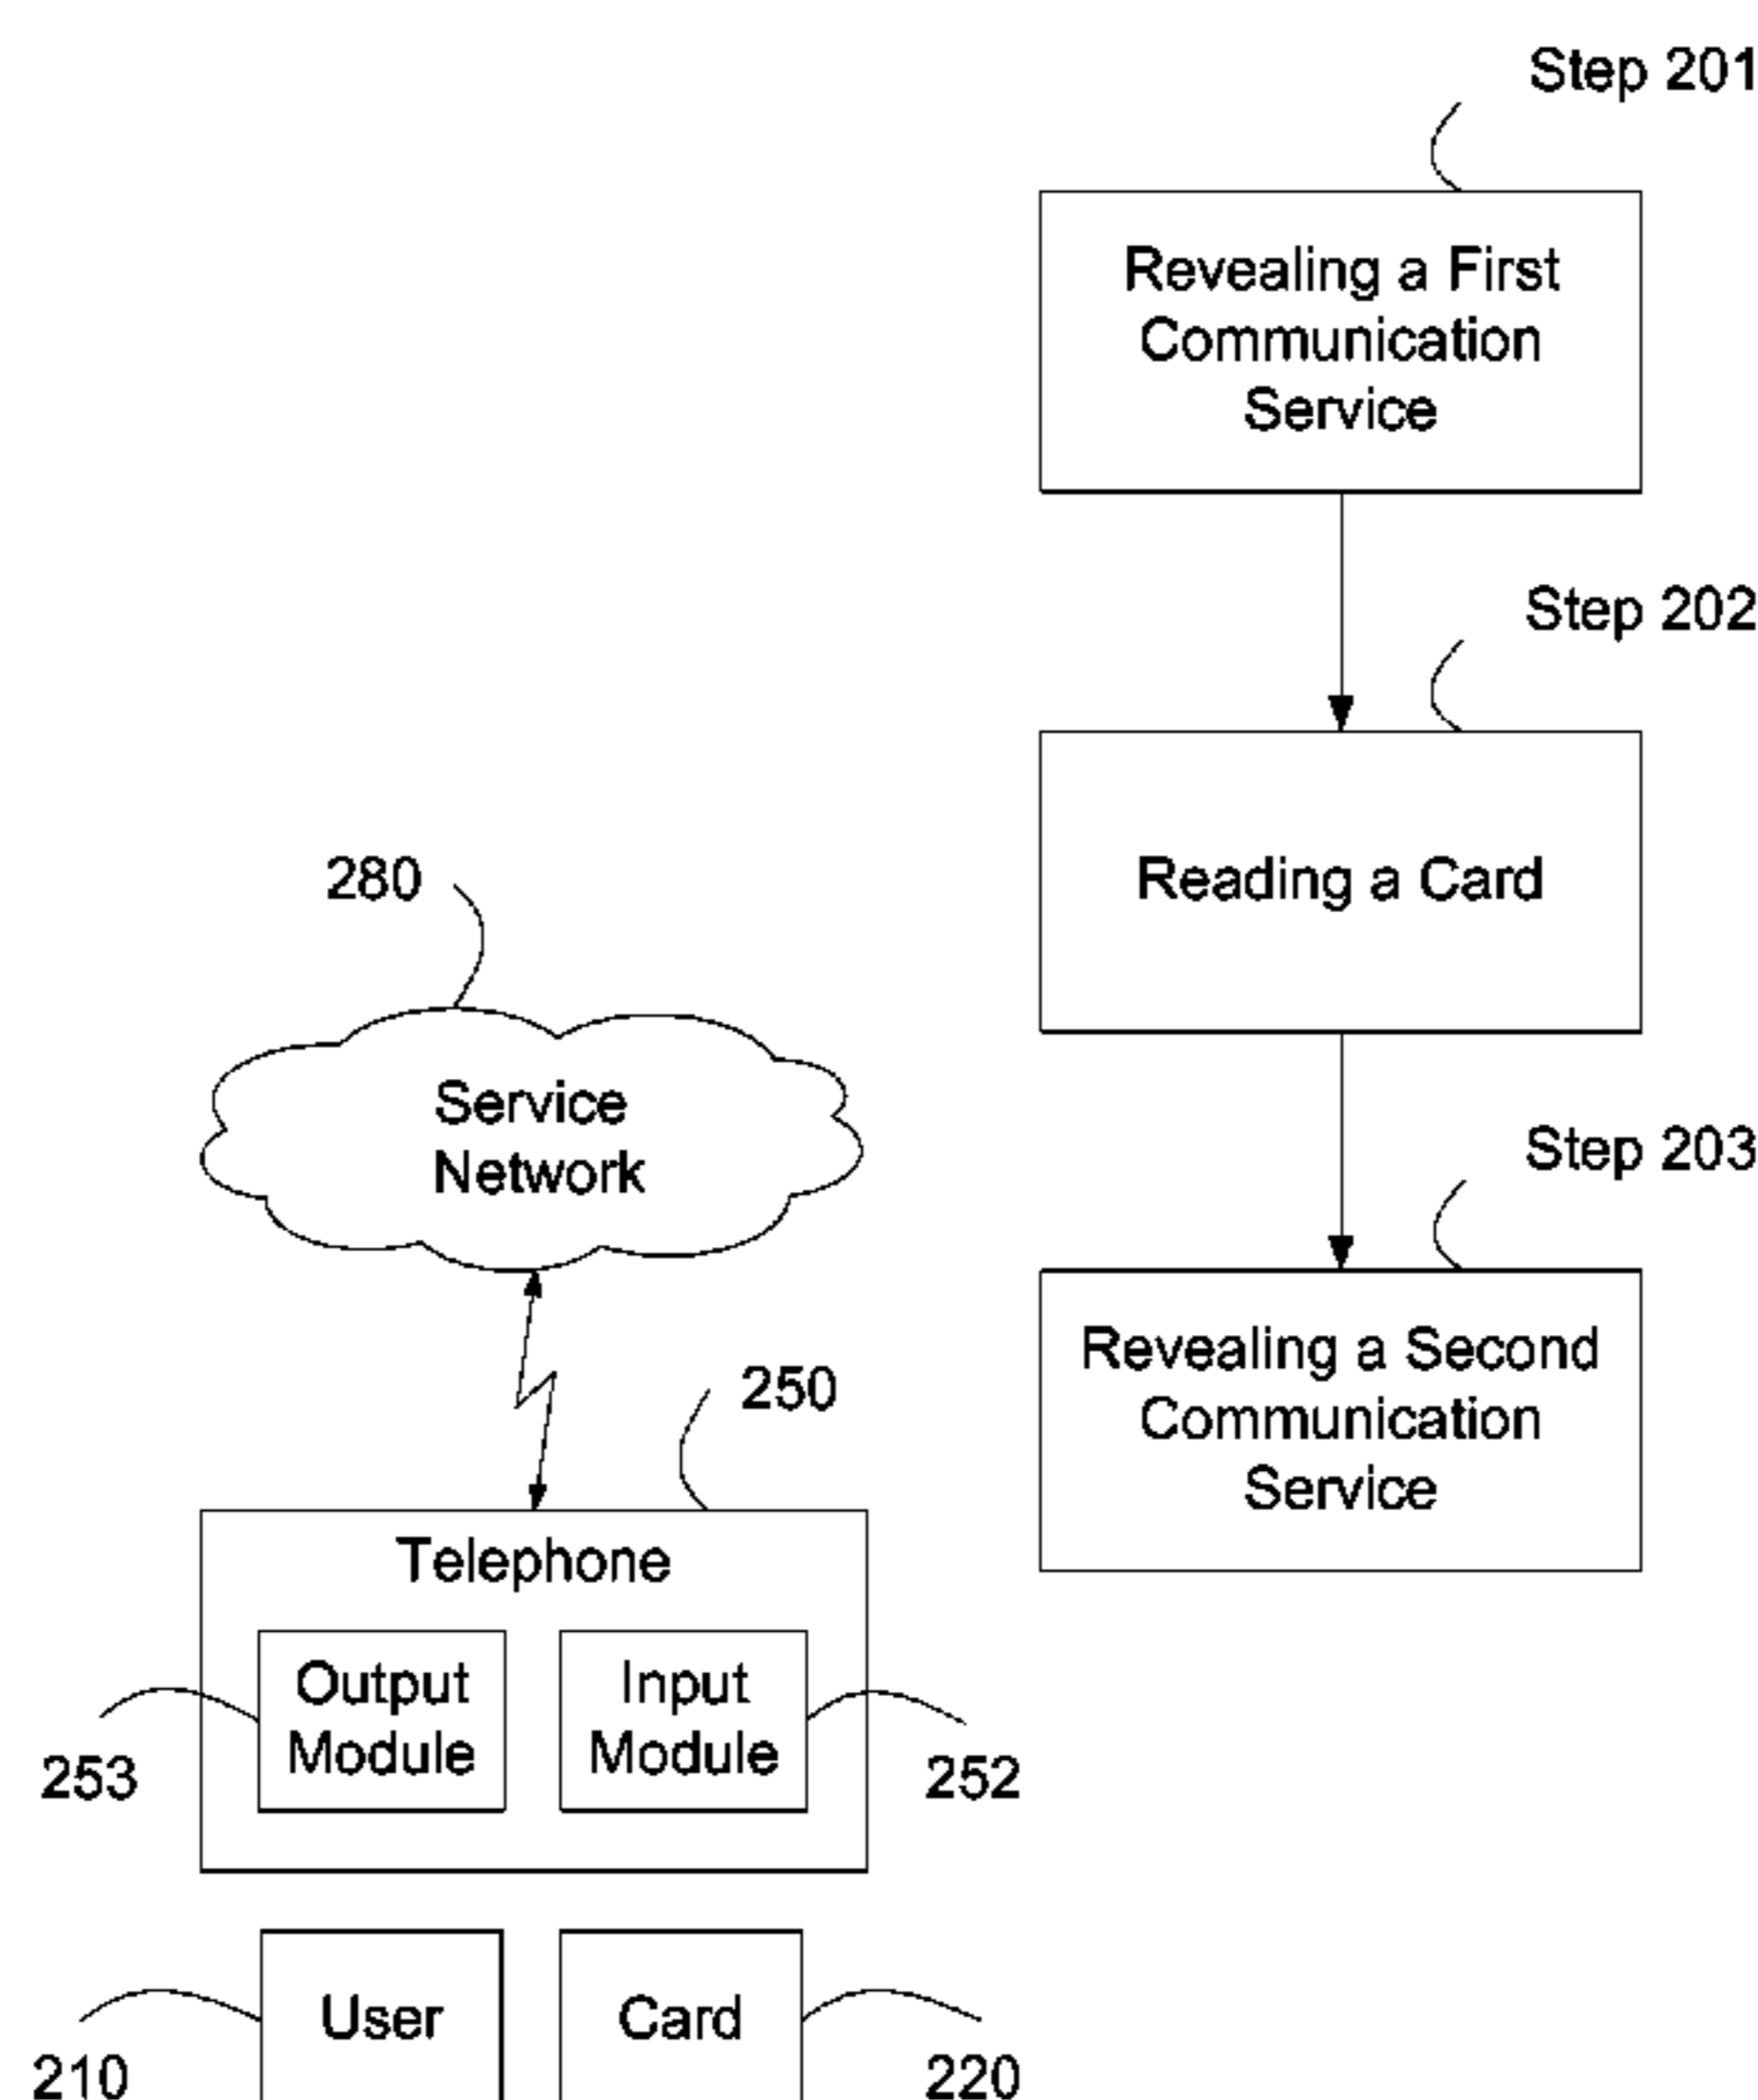 Step 201
Revealing a First
Communication
Service
Step 202
Reading a Card
Step 203
Revealing a Second
Communication
Service
280
Service
Network
250
Telephone
Output
Module
Input
Module
253
252
User
Card
210
220